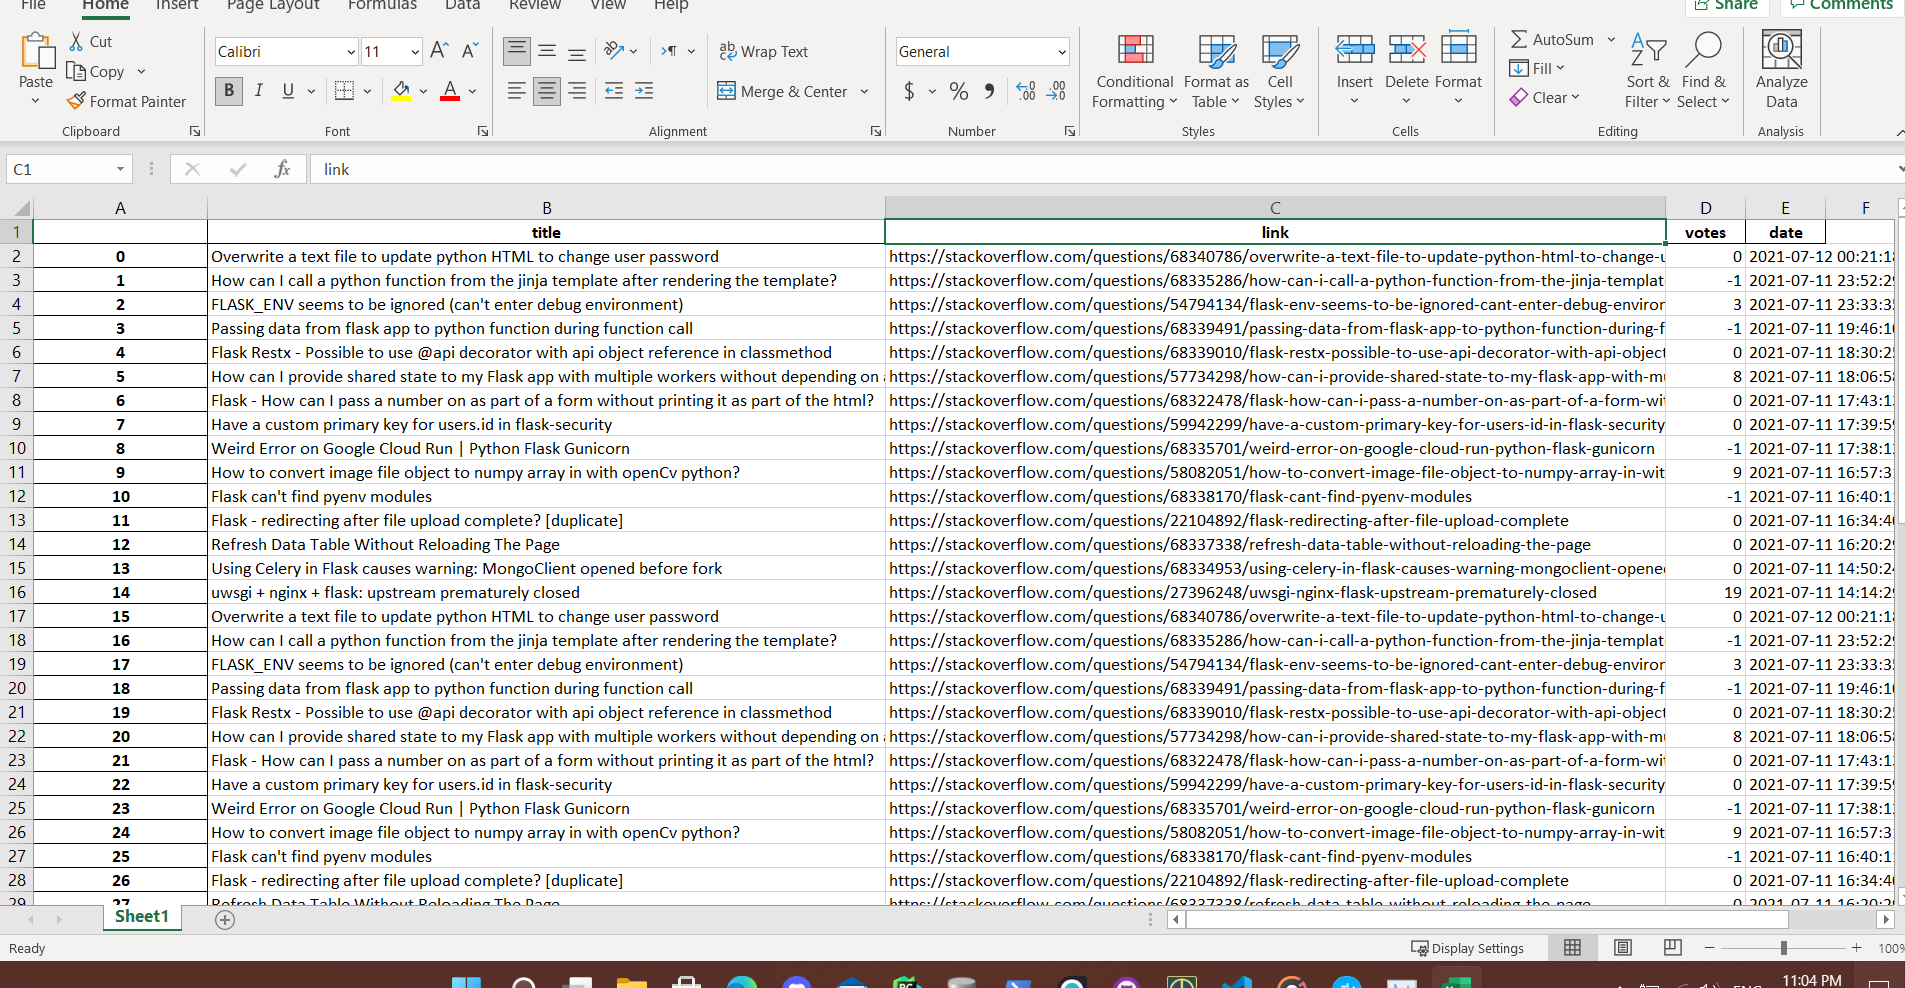 File Home Insert Page Layout Formulas Data Review View Help Share Comments
Paste Cut Copy Format Painter Clipboard
Calibri 11 B I U Font
Wrap Text Merge & Center Alignment
General $ % Number
Conditional Formatting Format as Table Cell Styles Styles
Insert Delete Format Cells
AutoSum Fill Clear Sort & Filter Find & Select Editing
Analyze Data Analysis
C1 fx link
A B C D E F
1 title link votes date
2 0 Overwrite a text file to update python HTML to change user password https://stackoverflow.com/questions/68340786/overwrite-a-text-file-to-update-python-html-to-change-u 0 2021-07-12 00:21:18
3 1 How can I call a python function from the jinja template after rendering the template? https://stackoverflow.com/questions/68335286/how-can-i-call-a-python-function-from-the-jinja-templat -1 2021-07-11 23:52:29
4 2 FLASK_ENV seems to be ignored (can't enter debug environment) https://stackoverflow.com/questions/54794134/flask-env-seems-to-be-ignored-cant-enter-debug-environ 3 2021-07-11 23:33:3
5 3 Passing data from flask app to python function during function call https://stackoverflow.com/questions/68339491/passing-data-from-flask-app-to-python-function-during-f -1 2021-07-11 19:46:1
6 4 Flask Restx - Possible to use @api decorator with api object reference in classmethod https://stackoverflow.com/questions/68339010/flask-restx-possible-to-use-api-decorator-with-api-object 0 2021-07-11 18:30:2
7 5 How can I provide shared state to my Flask app with multiple workers without depending on https://stackoverflow.com/questions/57734298/how-can-i-provide-shared-state-to-my-flask-app-with-m 8 2021-07-11 18:06:5
8 6 Flask - How can I pass a number on as part of a form without printing it as part of the html? https://stackoverflow.com/questions/68322478/flask-how-can-i-pass-a-number-on-as-part-of-a-form-wi 0 2021-07-11 17:43:1
9 7 Have a custom primary key for users.id in flask-security https://stackoverflow.com/questions/59942299/have-a-custom-primary-key-for-users-id-in-flask-security 0 2021-07-11 17:39:5
10 8 Weird Error on Google Cloud Run | Python Flask Gunicorn https://stackoverflow.com/questions/68335701/weird-error-on-google-cloud-run-python-flask-gunicorn -1 2021-07-11 17:38:1
11 9 How to convert image file object to numpy array in with openCv python? https://stackoverflow.com/questions/58082051/how-to-convert-image-file-object-to-numpy-array-in-wit 9 2021-07-11 16:57:3
12 10 Flask can't find pyenv modules https://stackoverflow.com/questions/68338170/flask-cant-find-pyenv-modules -1 2021-07-11 16:40:1
13 11 Flask - redirecting after file upload complete? [duplicate] https://stackoverflow.com/questions/22104892/flask-redirecting-after-file-upload-complete 0 2021-07-11 16:34:4
14 12 Refresh Data Table Without Reloading The Page https://stackoverflow.com/questions/68337338/refresh-data-table-without-reloading-the-page 0 2021-07-11 16:20:2
15 13 Using Celery in Flask causes warning: MongoClient opened before fork https://stackoverflow.com/questions/68334953/using-celery-in-flask-causes-warning-mongoclient-opene 0 2021-07-11 14:50:2
16 14 uwsgi + nginx + flask: upstream prematurely closed https://stackoverflow.com/questions/27396248/uwsgi-nginx-flask-upstream-prematurely-closed 19 2021-07-11 14:14:2
17 15 Overwrite a text file to update python HTML to change user password https://stackoverflow.com/questions/68340786/overwrite-a-text-file-to-update-python-html-to-change-u 0 2021-07-12 00:21:1
18 16 How can I call a python function from the jinja template after rendering the template? https://stackoverflow.com/questions/68335286/how-can-i-call-a-python-function-from-the-jinja-templat -1 2021-07-11 23:52:2
19 17 FLASK_ENV seems to be ignored (can't enter debug environment) https://stackoverflow.com/questions/54794134/flask-env-seems-to-be-ignored-cant-enter-debug-environ 3 2021-07-11 23:33:3
20 18 Passing data from flask app to python function during function call https://stackoverflow.com/questions/68339491/passing-data-from-flask-app-to-python-function-during-f -1 2021-07-11 19:46:1
21 19 Flask Restx - Possible to use @api decorator with api object reference in classmethod https://stackoverflow.com/questions/68339010/flask-restx-possible-to-use-api-decorator-with-api-object 0 2021-07-11 18:30:2
22 20 How can I provide shared state to my Flask app with multiple workers without depending on https://stackoverflow.com/questions/57734298/how-can-i-provide-shared-state-to-my-flask-app-with-m 8 2021-07-11 18:06:5
23 21 Flask - How can I pass a number on as part of a form without printing it as part of the html? https://stackoverflow.com/questions/68322478/flask-how-can-i-pass-a-number-on-as-part-of-a-form-wi 0 2021-07-11 17:43:1
24 22 Have a custom primary key for users.id in flask-security https://stackoverflow.com/questions/59942299/have-a-custom-primary-key-for-users-id-in-flask-security 0 2021-07-11 17:39:5
25 23 Weird Error on Google Cloud Run | Python Flask Gunicorn https://stackoverflow.com/questions/68335701/weird-error-on-google-cloud-run-python-flask-gunicorn -1 2021-07-11 17:38:1
26 24 How to convert image file object to numpy array in with openCv python? https://stackoverflow.com/questions/58082051/how-to-convert-image-file-object-to-numpy-array-in-wit 9 2021-07-11 16:57:3
27 25 Flask can't find pyenv modules https://stackoverflow.com/questions/68338170/flask-cant-find-pyenv-modules -1 2021-07-11 16:40:1
28 26 Flask - redirecting after file upload complete? [duplicate] https://stackoverflow.com/questions/22104892/flask-redirecting-after-file-upload-complete 0 2021-07-11 16:34:4
29 27 Refresh Data Table Without Reloading The Page https://stackoverflow.com/questions/68337338/refresh-data-table-without-reloading-the-page 0 2021-07-11 16:20:2
Sheet1
Ready Display Settings 100%
ENG 11:04 PM